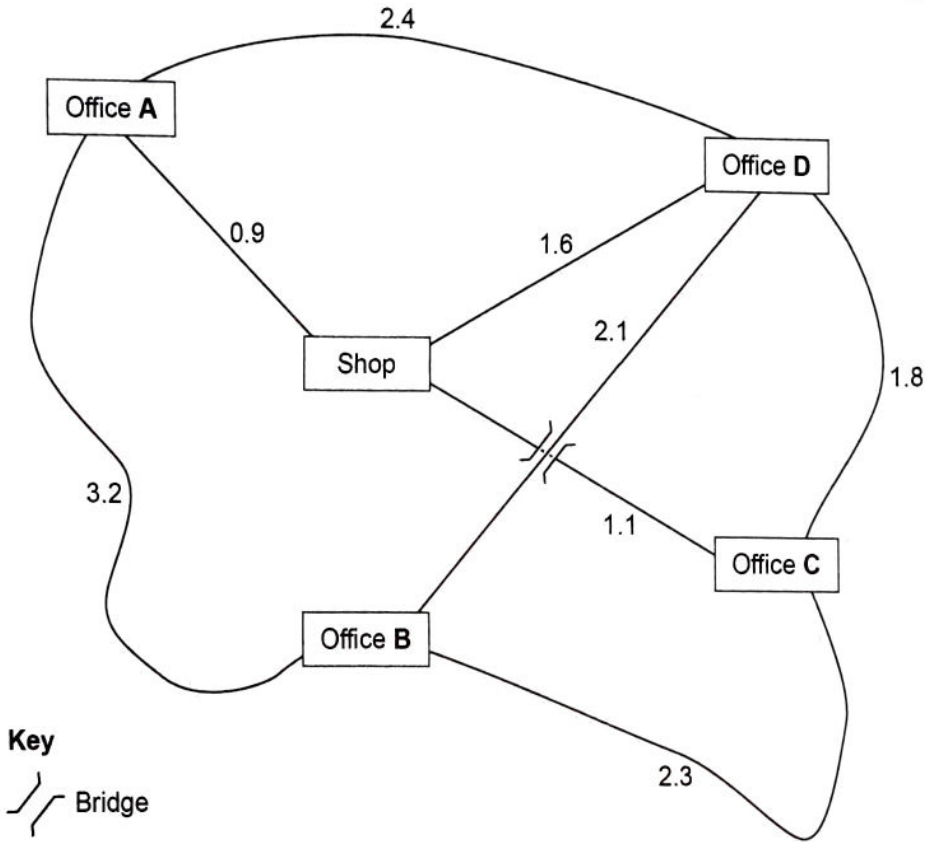 2.4
Office A
Office D
0.9
1.6
2.1
Shop
1.8
3.2
1.1
Office C
Office B
Key
2.3
Bridge